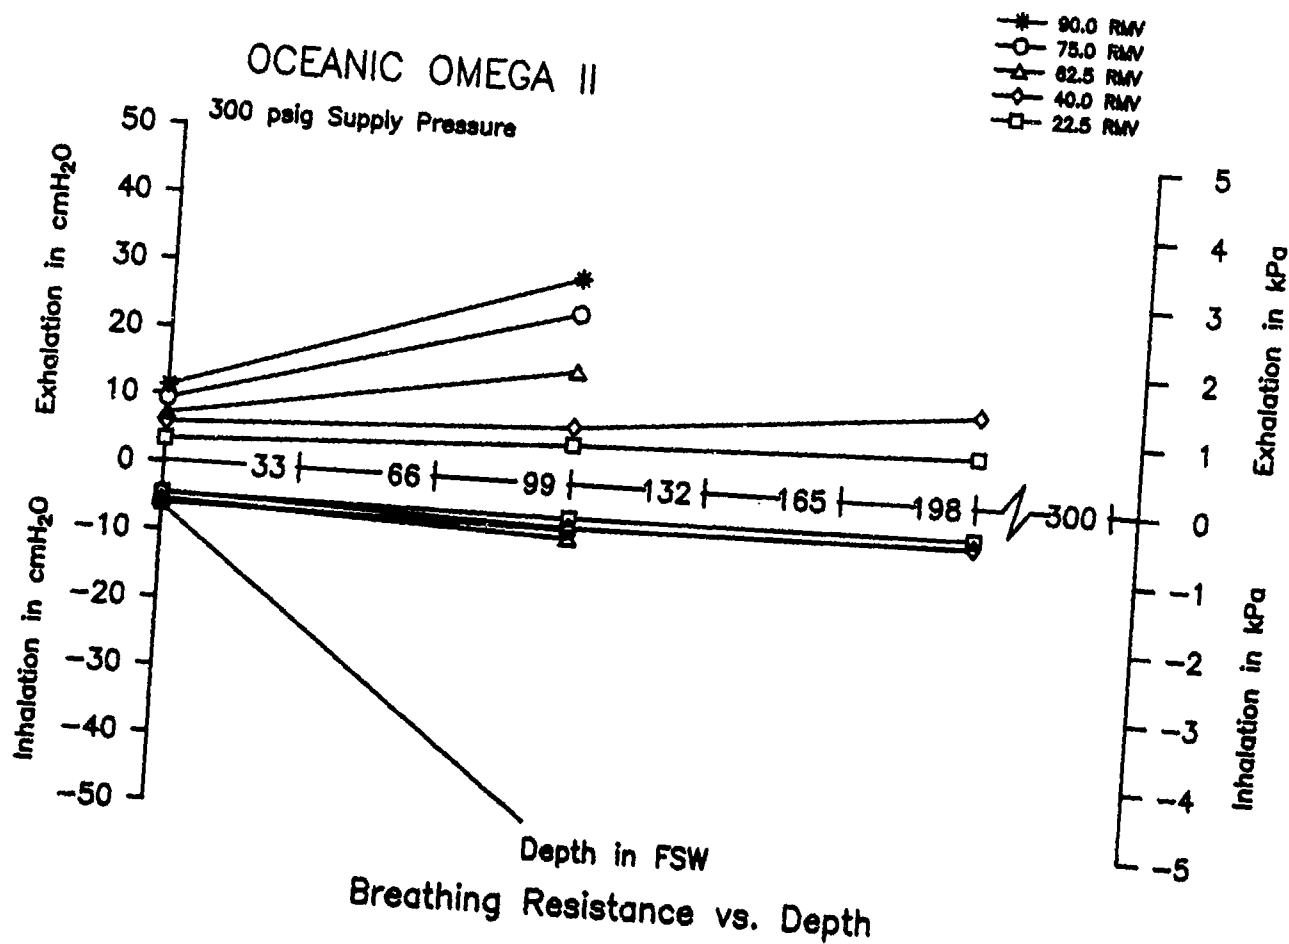 90.0 RMV
75.0 RMV
62.5 RMV
40.0 RMV
22.5 RMV
OCEANIC OMEGA II
300 psig Supply Pressure
50
40
30
20
10
0
-10
-20
-30
-40
-50
Exhalation in cmH₂O
Inhalation in cmH₂O
33 66 99 132 165 198 300
5
4
3
2
1
0
-1
-2
-3
-4
-5
Exhalation in kPa
Inhalation in kPa
Depth in FSW
Breathing Resistance vs. Depth